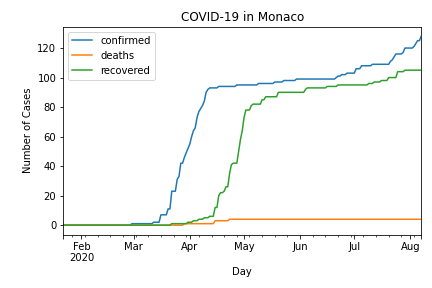 COVID-19 in Monaco
confirmed
deaths
recovered
Number of Cases
120
100
80
60
40
20
0
Feb
2020
Mar
Apr
May
Jun
Jul
Aug
Day